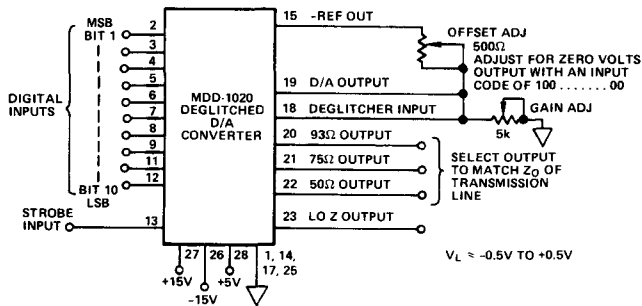 MSB
BIT 1
2
3
4
5
6
7
8
9
11
12
DIGITAL
INPUTS
BIT 10
LSB
STROBE
INPUT
13
MDD-1020
DEGLITCHED
D/A
CONVERTER
15 -REF OUT
19 D/A OUTPUT
18 DEGLITCHER INPUT
20 93Ω OUTPUT
21 75Ω OUTPUT
22 50Ω OUTPUT
23 LO Z OUTPUT
OFFSET ADJ
500Ω
ADJUST FOR ZERO VOLTS
OUTPUT WITH AN INPUT
CODE OF 100 . . . . . . . 00
GAIN ADJ
5k
SELECT OUTPUT
TO MATCH ZO OF
TRANSMISSION
LINE
VL ≈ -0.5V TO +0.5V
27 26 28 1, 14,
17, 25
+15V
-15V
+5V